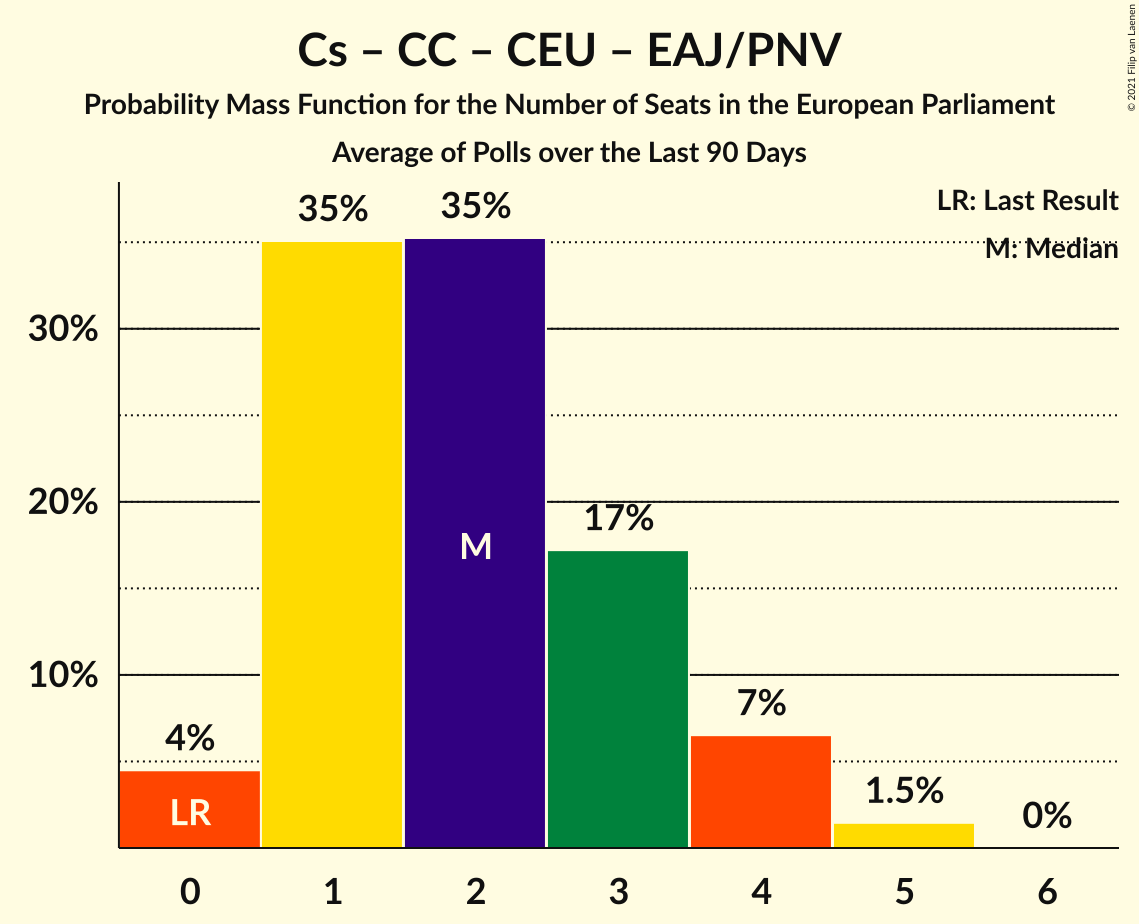 Cs – CC – CEU – EAJ/PNV
Probability Mass Function for the Number of Seats in the European Parliament
Average of Polls over the Last 90 Days
© 2021 Filip van Laenen
LR: Last Result
M: Median
35%
35%
30%
20%
17%
M
10%
7%
4%
1.5%
LR
0%
0 1 2 3 4 5 6